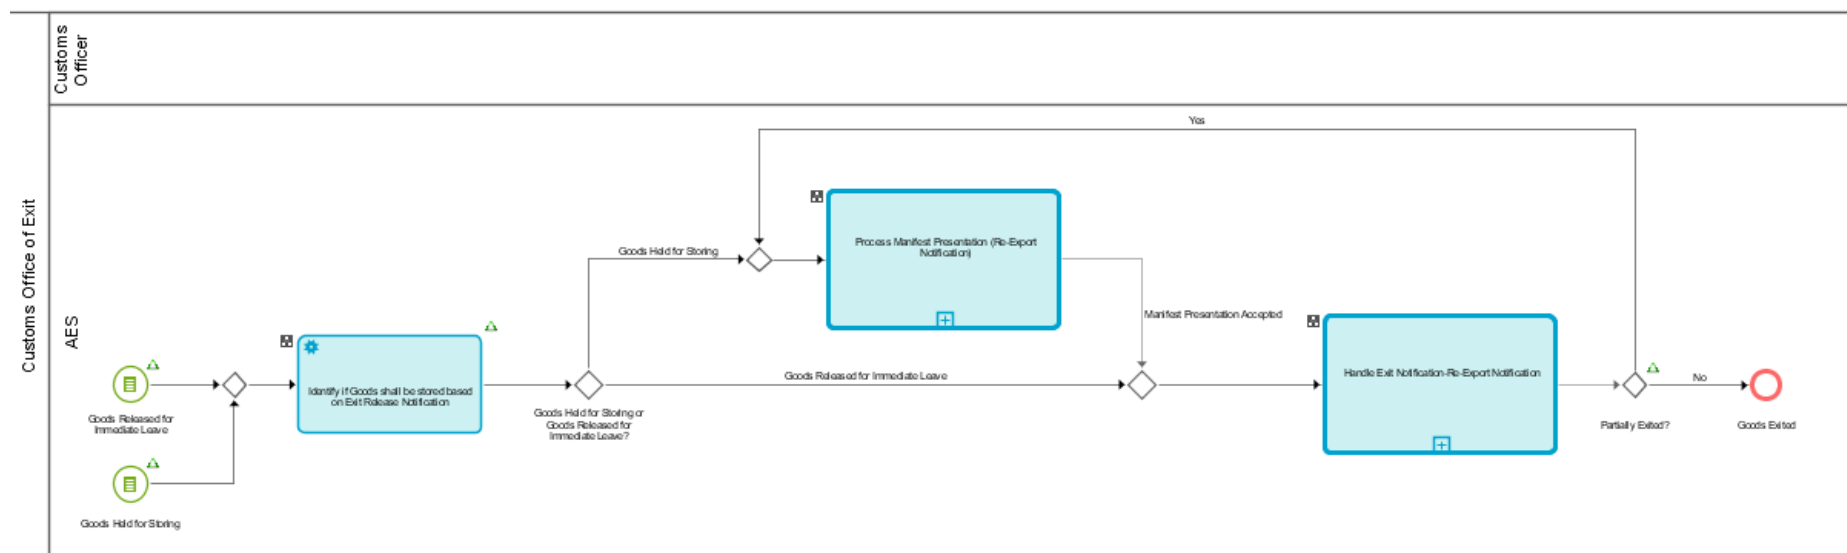 Customs
Officer
Customs Office of Exit
AES
Yes
Process Manifest Presentation (Re-Export
Notification)
Goods Held for Storing
Manifest Presentation Accepted
Goods Released for Immediate Leave
Handle Exit Notification-Re-Export Notification
Identify if Goods shall be stored based
on Exit Release Notification
No
Goods Released for
Immediate Leave
Goods Held for Storing or
Goods Released for
Immediate Leave?
Partially Exited?
Goods Exited
Goods Held for Storing